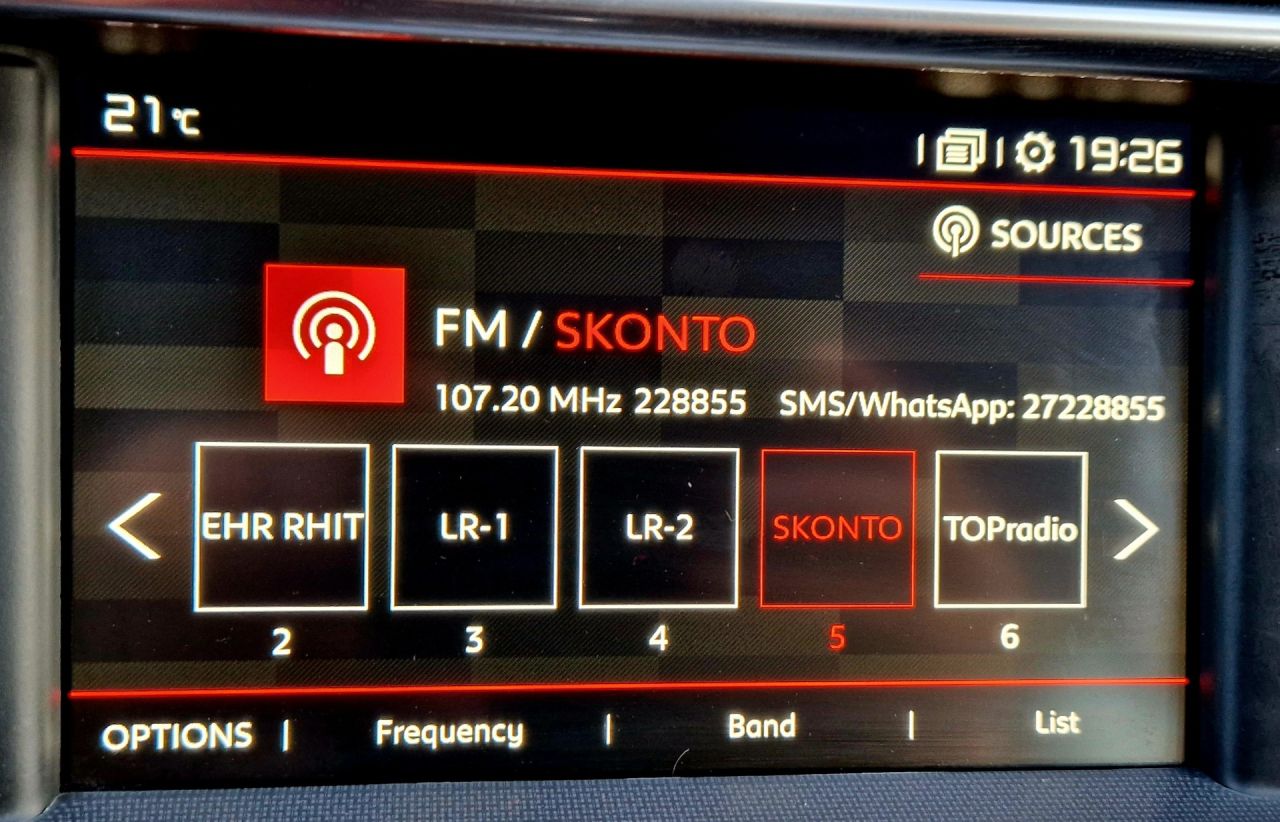 21 °C
19:26
SOURCES
FM / SKONTO
107.20 MHz 228855 SMS/WhatsApp: 27228855
EHR RHIT LR-1 LR-2 SKONTO TOPradio
2 3 4 5 6
OPTIONS | Frequency | Band | List